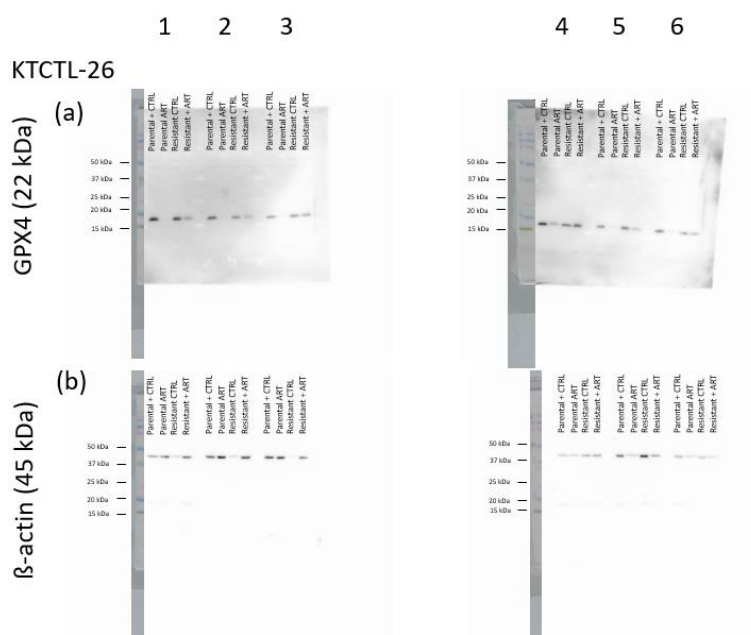 1 2 3 4 5 6
KTCTL-26
(a)
GPX4 (22 kDa)
Parental + CTRL
Parental ART
Resistant CTRL
Resistant + ART
Parental + CTRL
Parental ART
Resistant CTRL
Resistant + ART
Parental + CTRL
Parental ART
Resistant CTRL
Resistant + ART
50 kDa
37 kDa
25 kDa
20 kDa
15 kDa
Parental + CTRL
Parental ART
Resistant CTRL
Resistant + ART
Parental + CTRL
Parental ART
Resistant CTRL
Resistant + ART
Parental + CTRL
Parental ART
Resistant CTRL
Resistant + ART
50 kDa
37 kDa
25 kDa
20 kDa
15 kDa
(b)
ß-actin (45 kDa)
Parental + CTRL
Parental ART
Resistant CTRL
Resistant + ART
Parental + CTRL
Parental ART
Resistant CTRL
Resistant + ART
Parental + CTRL
Parental ART
Resistant CTRL
Resistant + ART
50 kDa
37 kDa
25 kDa
20 kDa
15 kDa
Parental + CTRL
Parental ART
Resistant CTRL
Resistant + ART
Parental + CTRL
Parental ART
Resistant CTRL
Resistant + ART
Parental + CTRL
Parental ART
Resistant CTRL
Resistant + ART
50 kDa
37 kDa
25 kDa
20 kDa
15 kDa